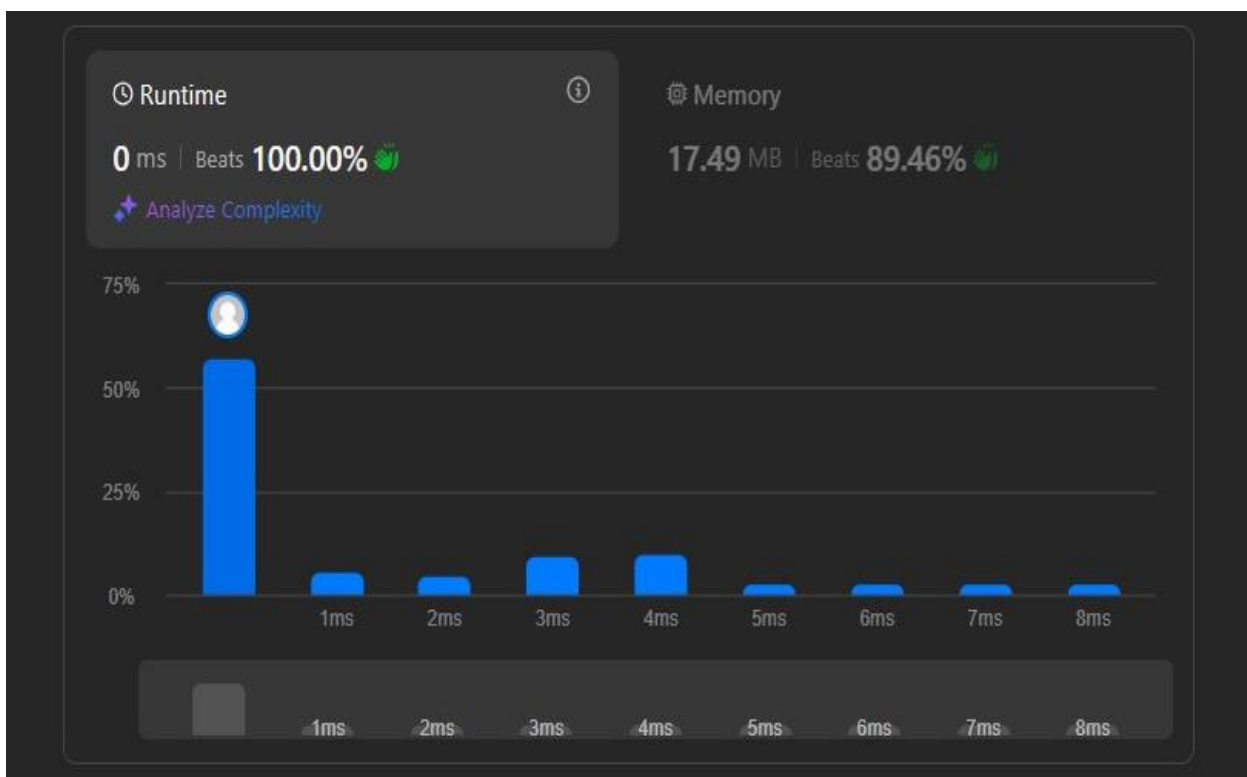 Runtime
0 ms | Beats 100.00%
Analyze Complexity
Memory
17.49 MB | Beats 89.46%
75%
50%
25%
0%
1ms 2ms 3ms 4ms 5ms 6ms 7ms 8ms
1ms 2ms 3ms 4ms 5ms 6ms 7ms 8ms